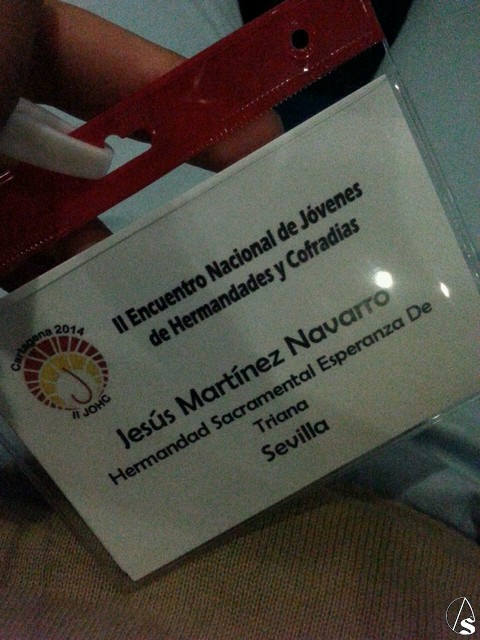 II Encuentro Nacional de Jóvenes
de Hermandades y Cofradias
Cartagena 2014
II JOHC
Jesús Martínez Navarro
Hermandad Sacramental Esperanza De
Triana
Sevilla